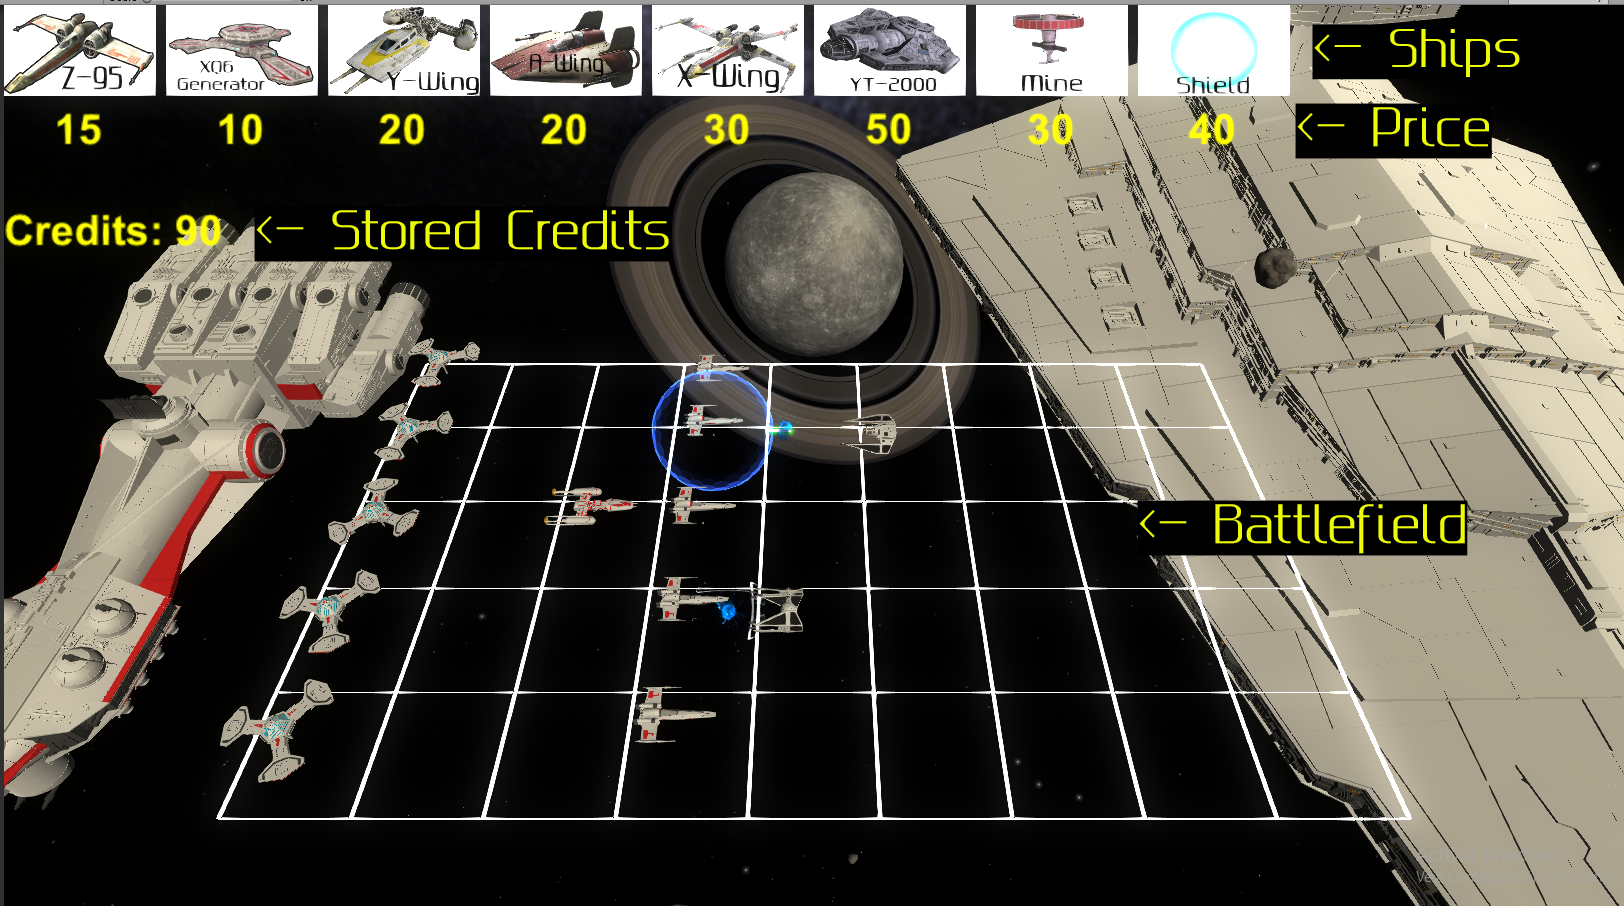 Z-95
XQ6
Generator
Y-Wing
A-Wing
X-Wing
YT-2000
Mine
Shield
<— Ships
15 10 20 20 30 50 30 40
<— Price
Credits: 90
<— Stored Credits
<— Battlefield